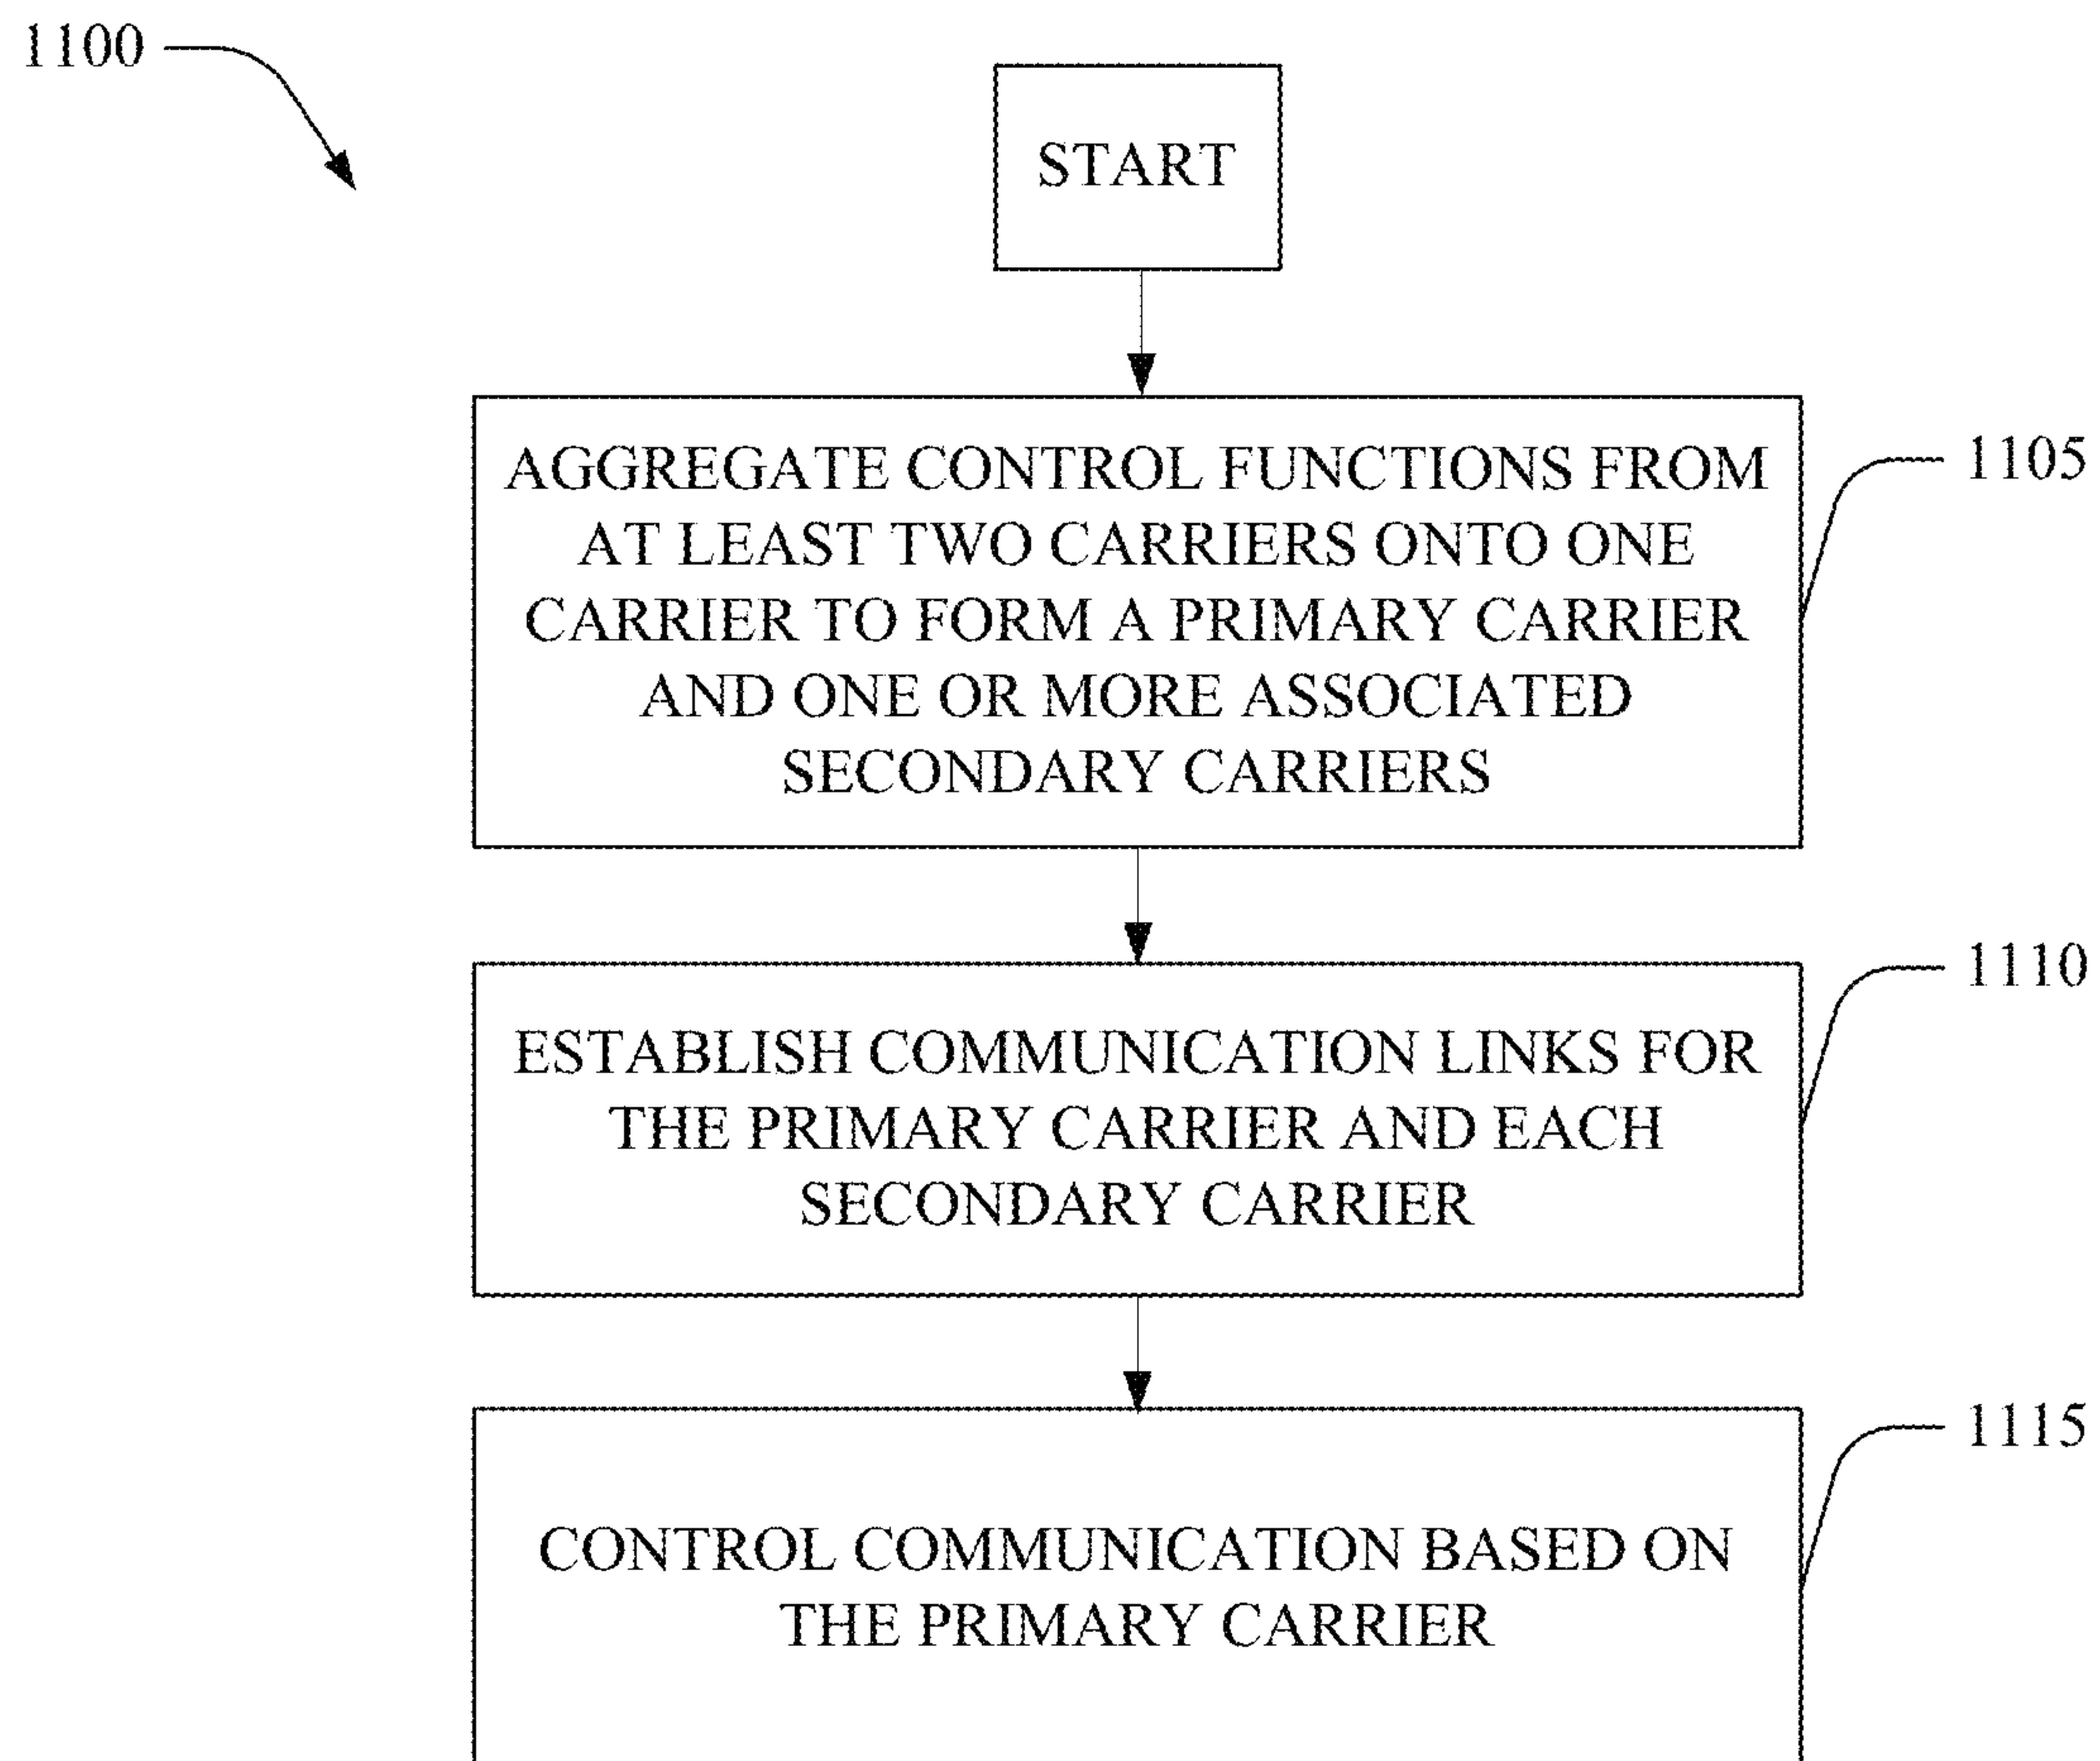 1100
START
AGGREGATE CONTROL FUNCTIONS FROM
AT LEAST TWO CARRIERS ONTO ONE
CARRIER TO FORM A PRIMARY CARRIER
AND ONE OR MORE ASSOCIATED
SECONDARY CARRIERS
1105
ESTABLISH COMMUNICATION LINKS FOR
THE PRIMARY CARRIER AND EACH
SECONDARY CARRIER
1110
CONTROL COMMUNICATION BASED ON
THE PRIMARY CARRIER
1115